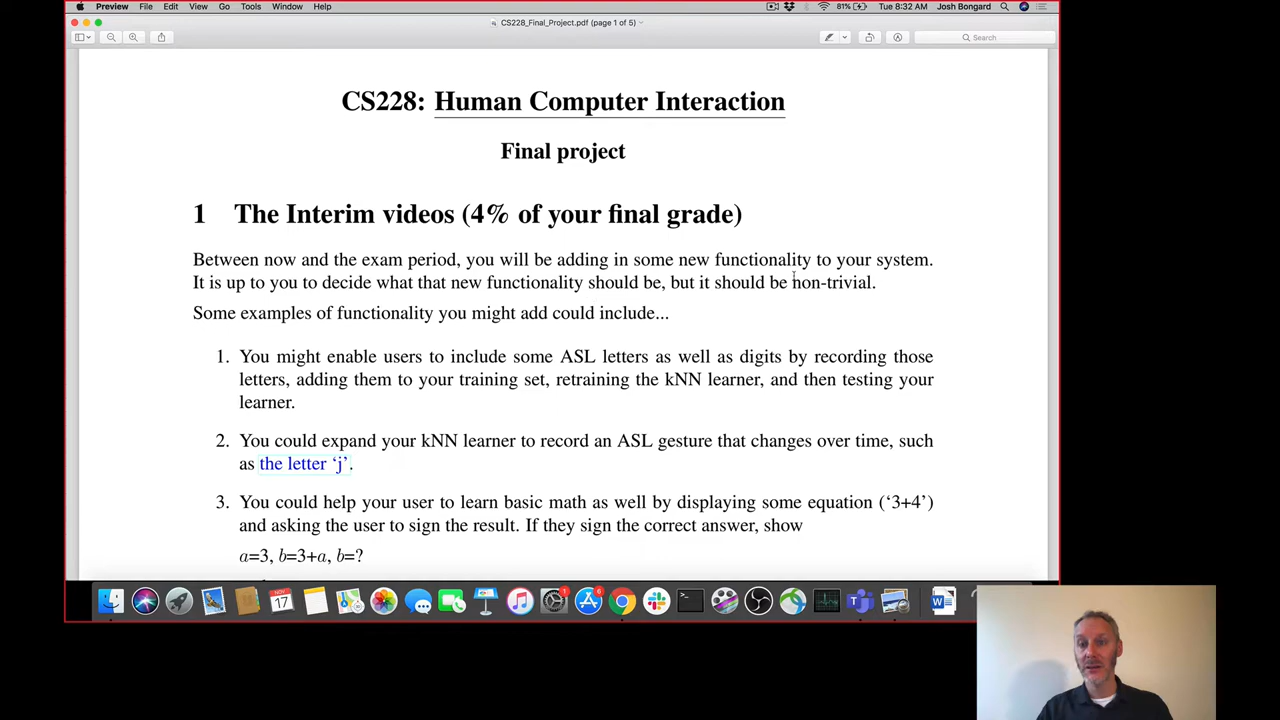 Preview File Edit View Go Tools Window Help 81% Tue 8:32 AM Josh Bongard
CS228_Final_Project.pdf (page 1 of 5)
Search
CS228: Human Computer Interaction
Final project
1 The Interim videos (4% of your final grade)
Between now and the exam period, you will be adding in some new functionality to your system.
It is up to you to decide what that new functionality should be, but it should be non-trivial.
Some examples of functionality you might add could include...
1. You might enable users to include some ASL letters as well as digits by recording those
letters, adding them to your training set, retraining the kNN learner, and then testing your
learner.
2. You could expand your kNN learner to record an ASL gesture that changes over time, such
as the letter ‘j’.
3. You could help your user to learn basic math as well by displaying some equation (‘3+4’)
and asking the user to sign the result. If they sign the correct answer, show
a=3, b=3+a, b=?
NOV
17